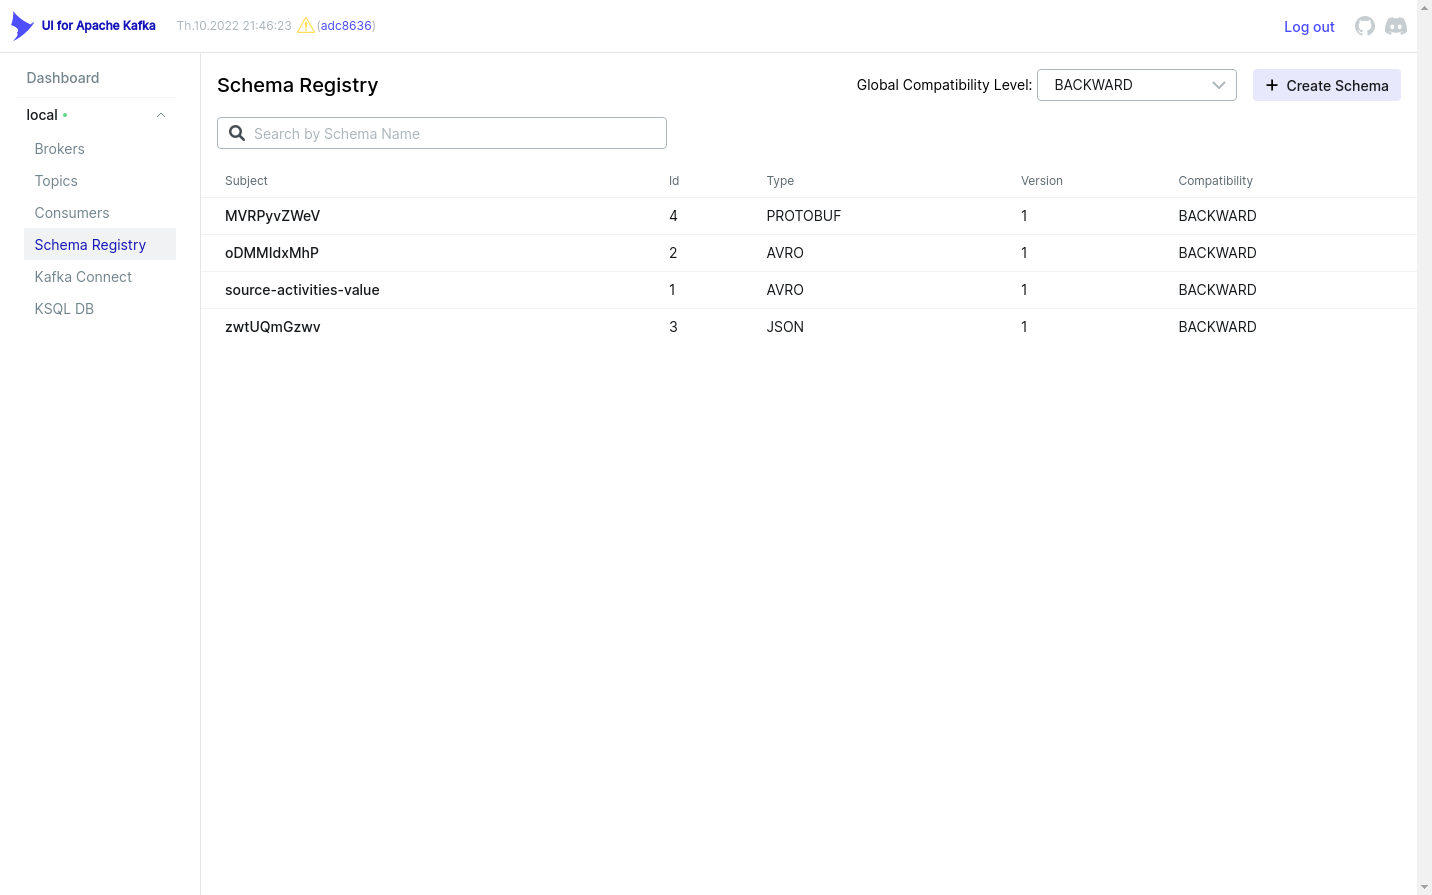 UI for Apache Kafka Th.10.2022 21:46:23 (adc8636) Log out
Dashboard
local
Brokers
Topics
Consumers
Schema Registry
Kafka Connect
KSQL DB
Schema Registry Global Compatibility Level: BACKWARD Create Schema
Search by Schema Name
Subject Id Type Version Compatibility
MVRPyvZWeV 4 PROTOBUF 1 BACKWARD
oDMMIdxMhP 2 AVRO 1 BACKWARD
source-activities-value 1 AVRO 1 BACKWARD
zwtUQmGzwv 3 JSON 1 BACKWARD